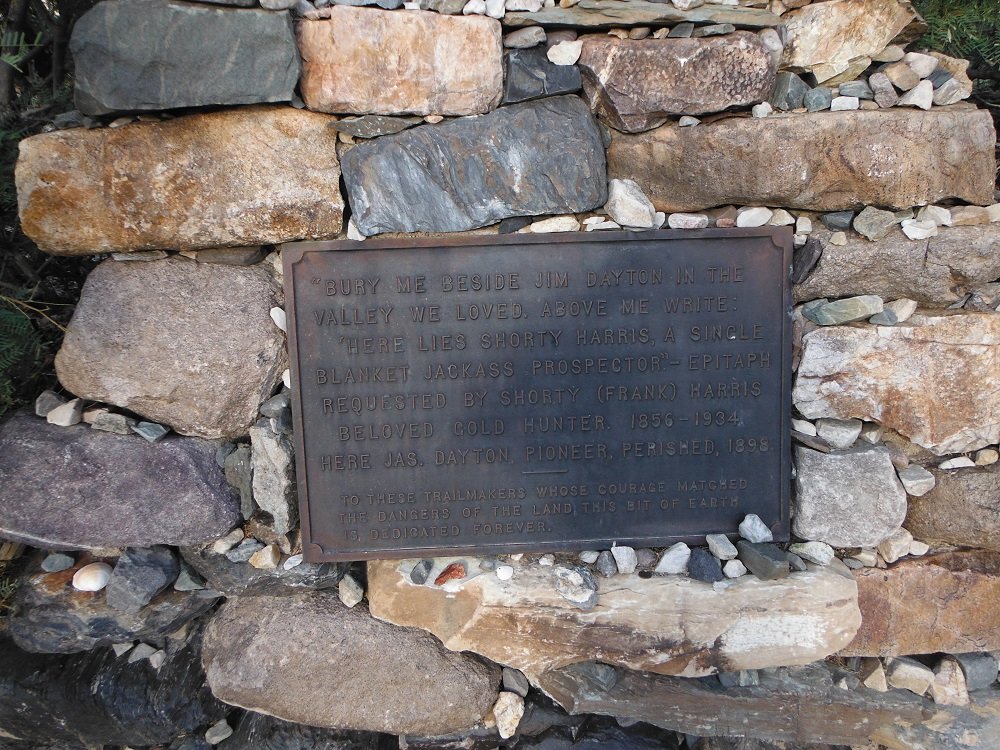 "BURY ME BESIDE JIM DAYTON IN THE
VALLEY WE LOVED. ABOVE ME WRITE:
'HERE LIES SHORTY HARRIS, A SINGLE
BLANKET JACKASS PROSPECTOR'"—EPITAPH
REQUESTED BY SHORTY (FRANK) HARRIS
BELOVED GOLD HUNTER. 1856–1934.
HERE JAS. DAYTON, PIONEER, PERISHED, 1898.
TO THESE TRAILMAKERS WHOSE COURAGE MATCHED
THE DANGERS OF THE LAND, THIS BIT OF EARTH
IS DEDICATED FOREVER.